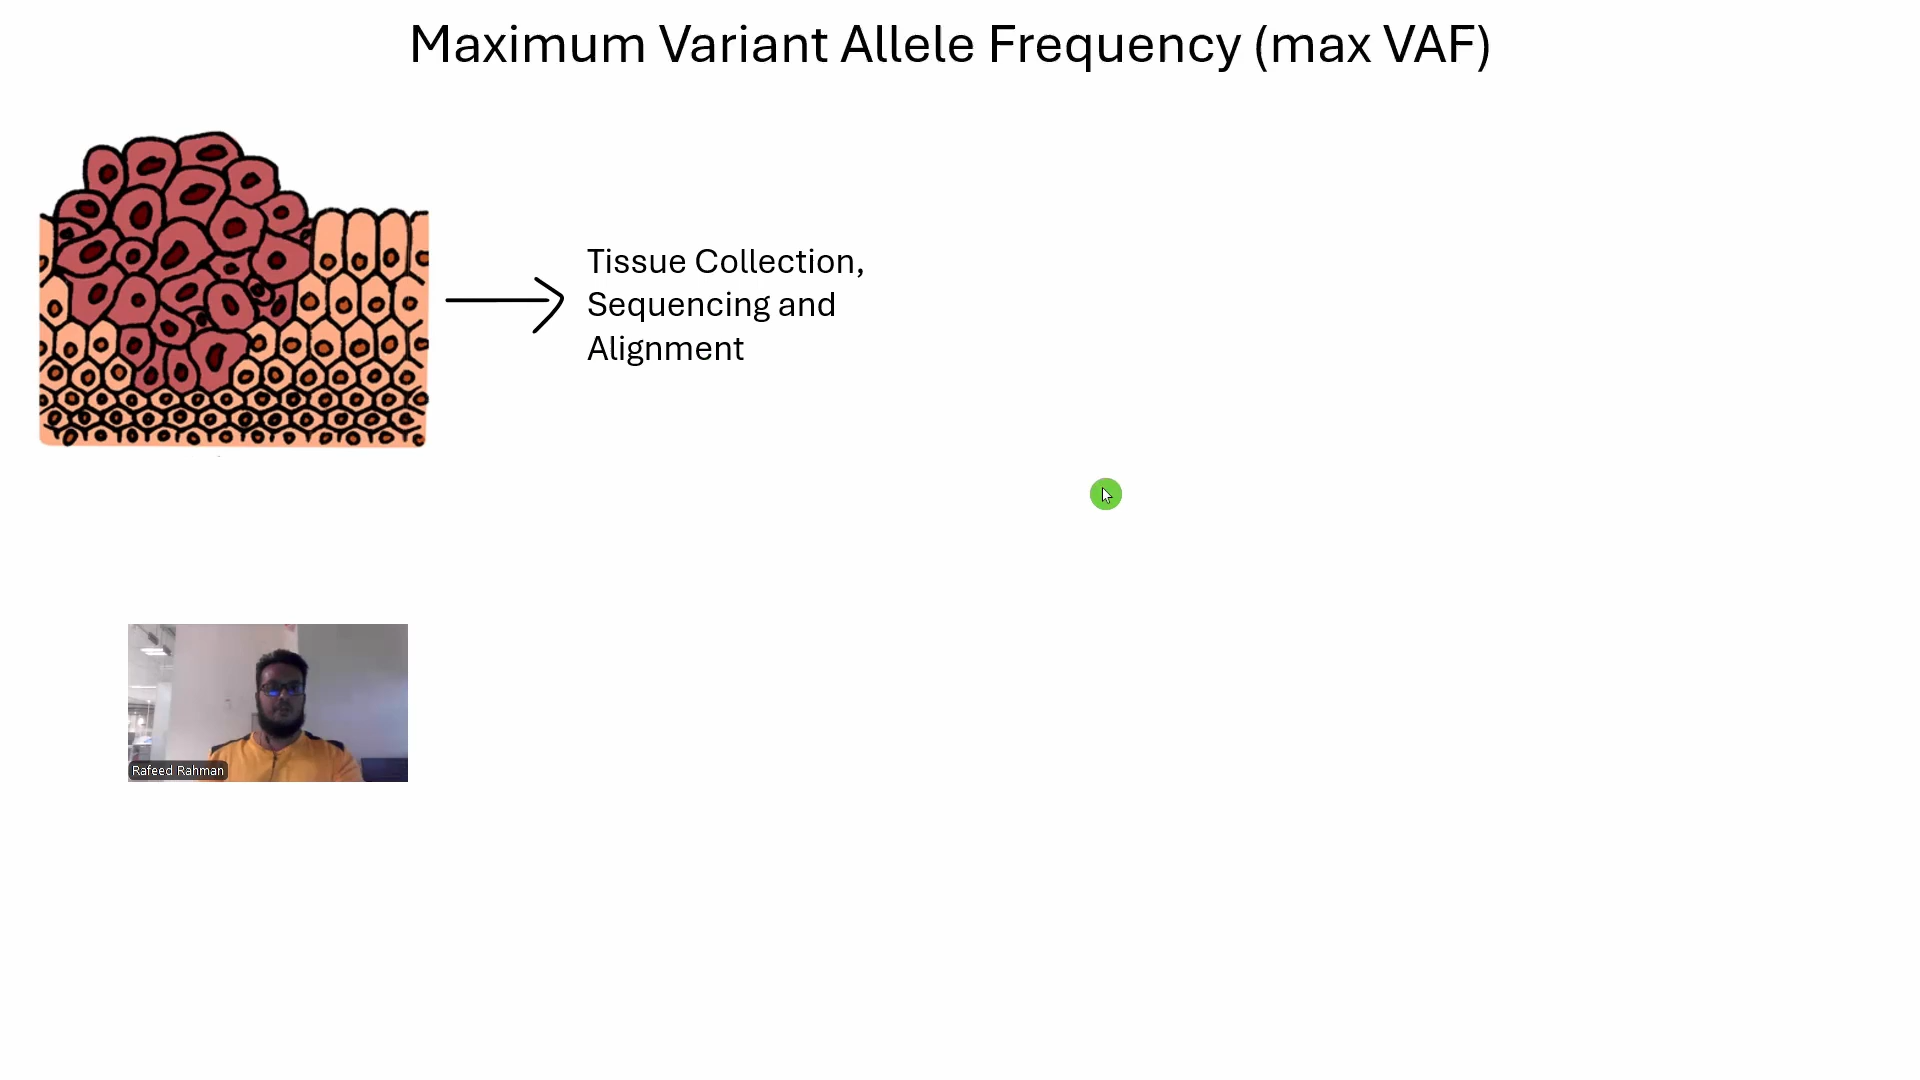 Maximum Variant Allele Frequency (max VAF)
Tissue Collection,
Sequencing and
Alignment
Rafeed Rahman